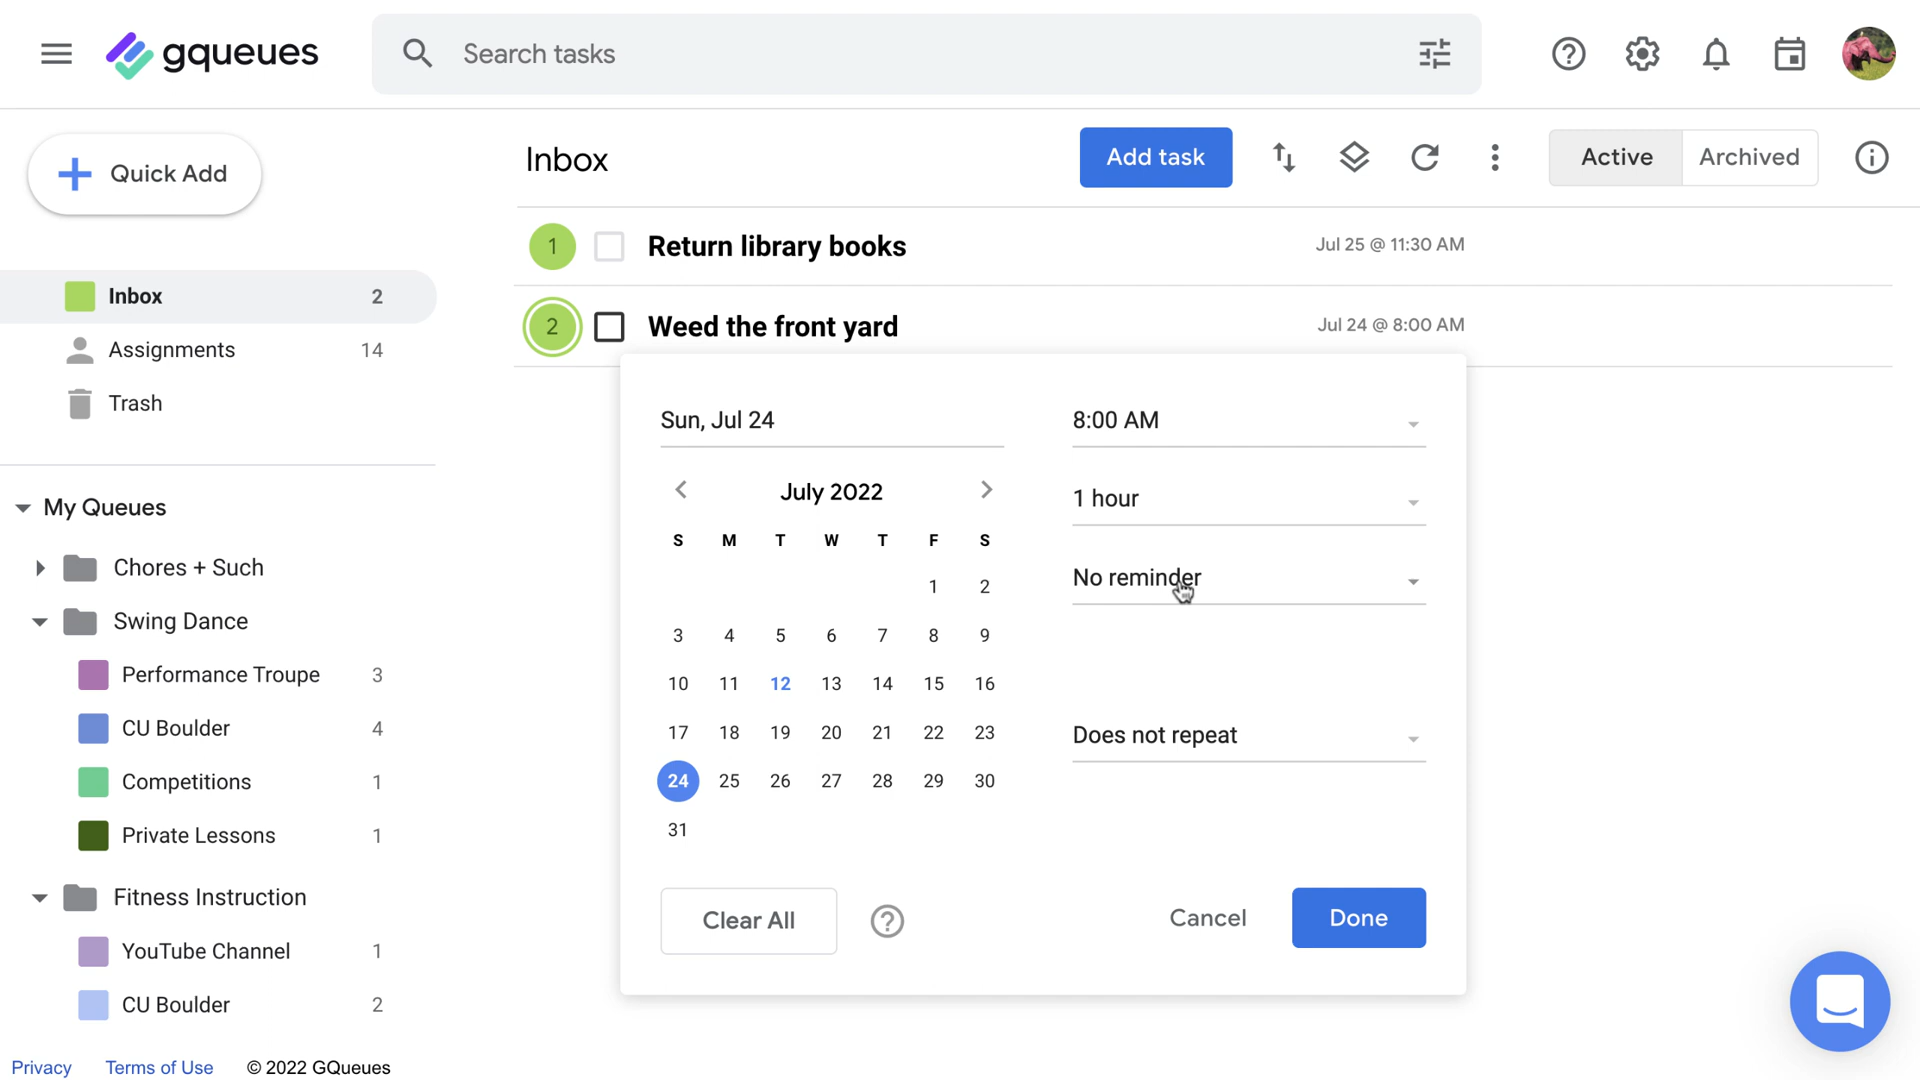 gqueues
Search tasks
Quick Add
Inbox
Add task
Active
Archived
Inbox 2
Assignments 14
Trash
My Queues
Chores + Such
Swing Dance
Performance Troupe 3
CU Boulder 4
Competitions 1
Private Lessons 1
Fitness Instruction
YouTube Channel 1
CU Boulder 2
Privacy Terms of Use © 2022 GQueues
1 Return library books Jul 25 @ 11:30 AM
2 Weed the front yard Jul 24 @ 8:00 AM
Sun, Jul 24
July 2022
S M T W T F S
1 2
3 4 5 6 7 8 9
10 11 12 13 14 15 16
17 18 19 20 21 22 23
24 25 26 27 28 29 30
31
8:00 AM
1 hour
No reminder
Does not repeat
Clear All
Cancel
Done